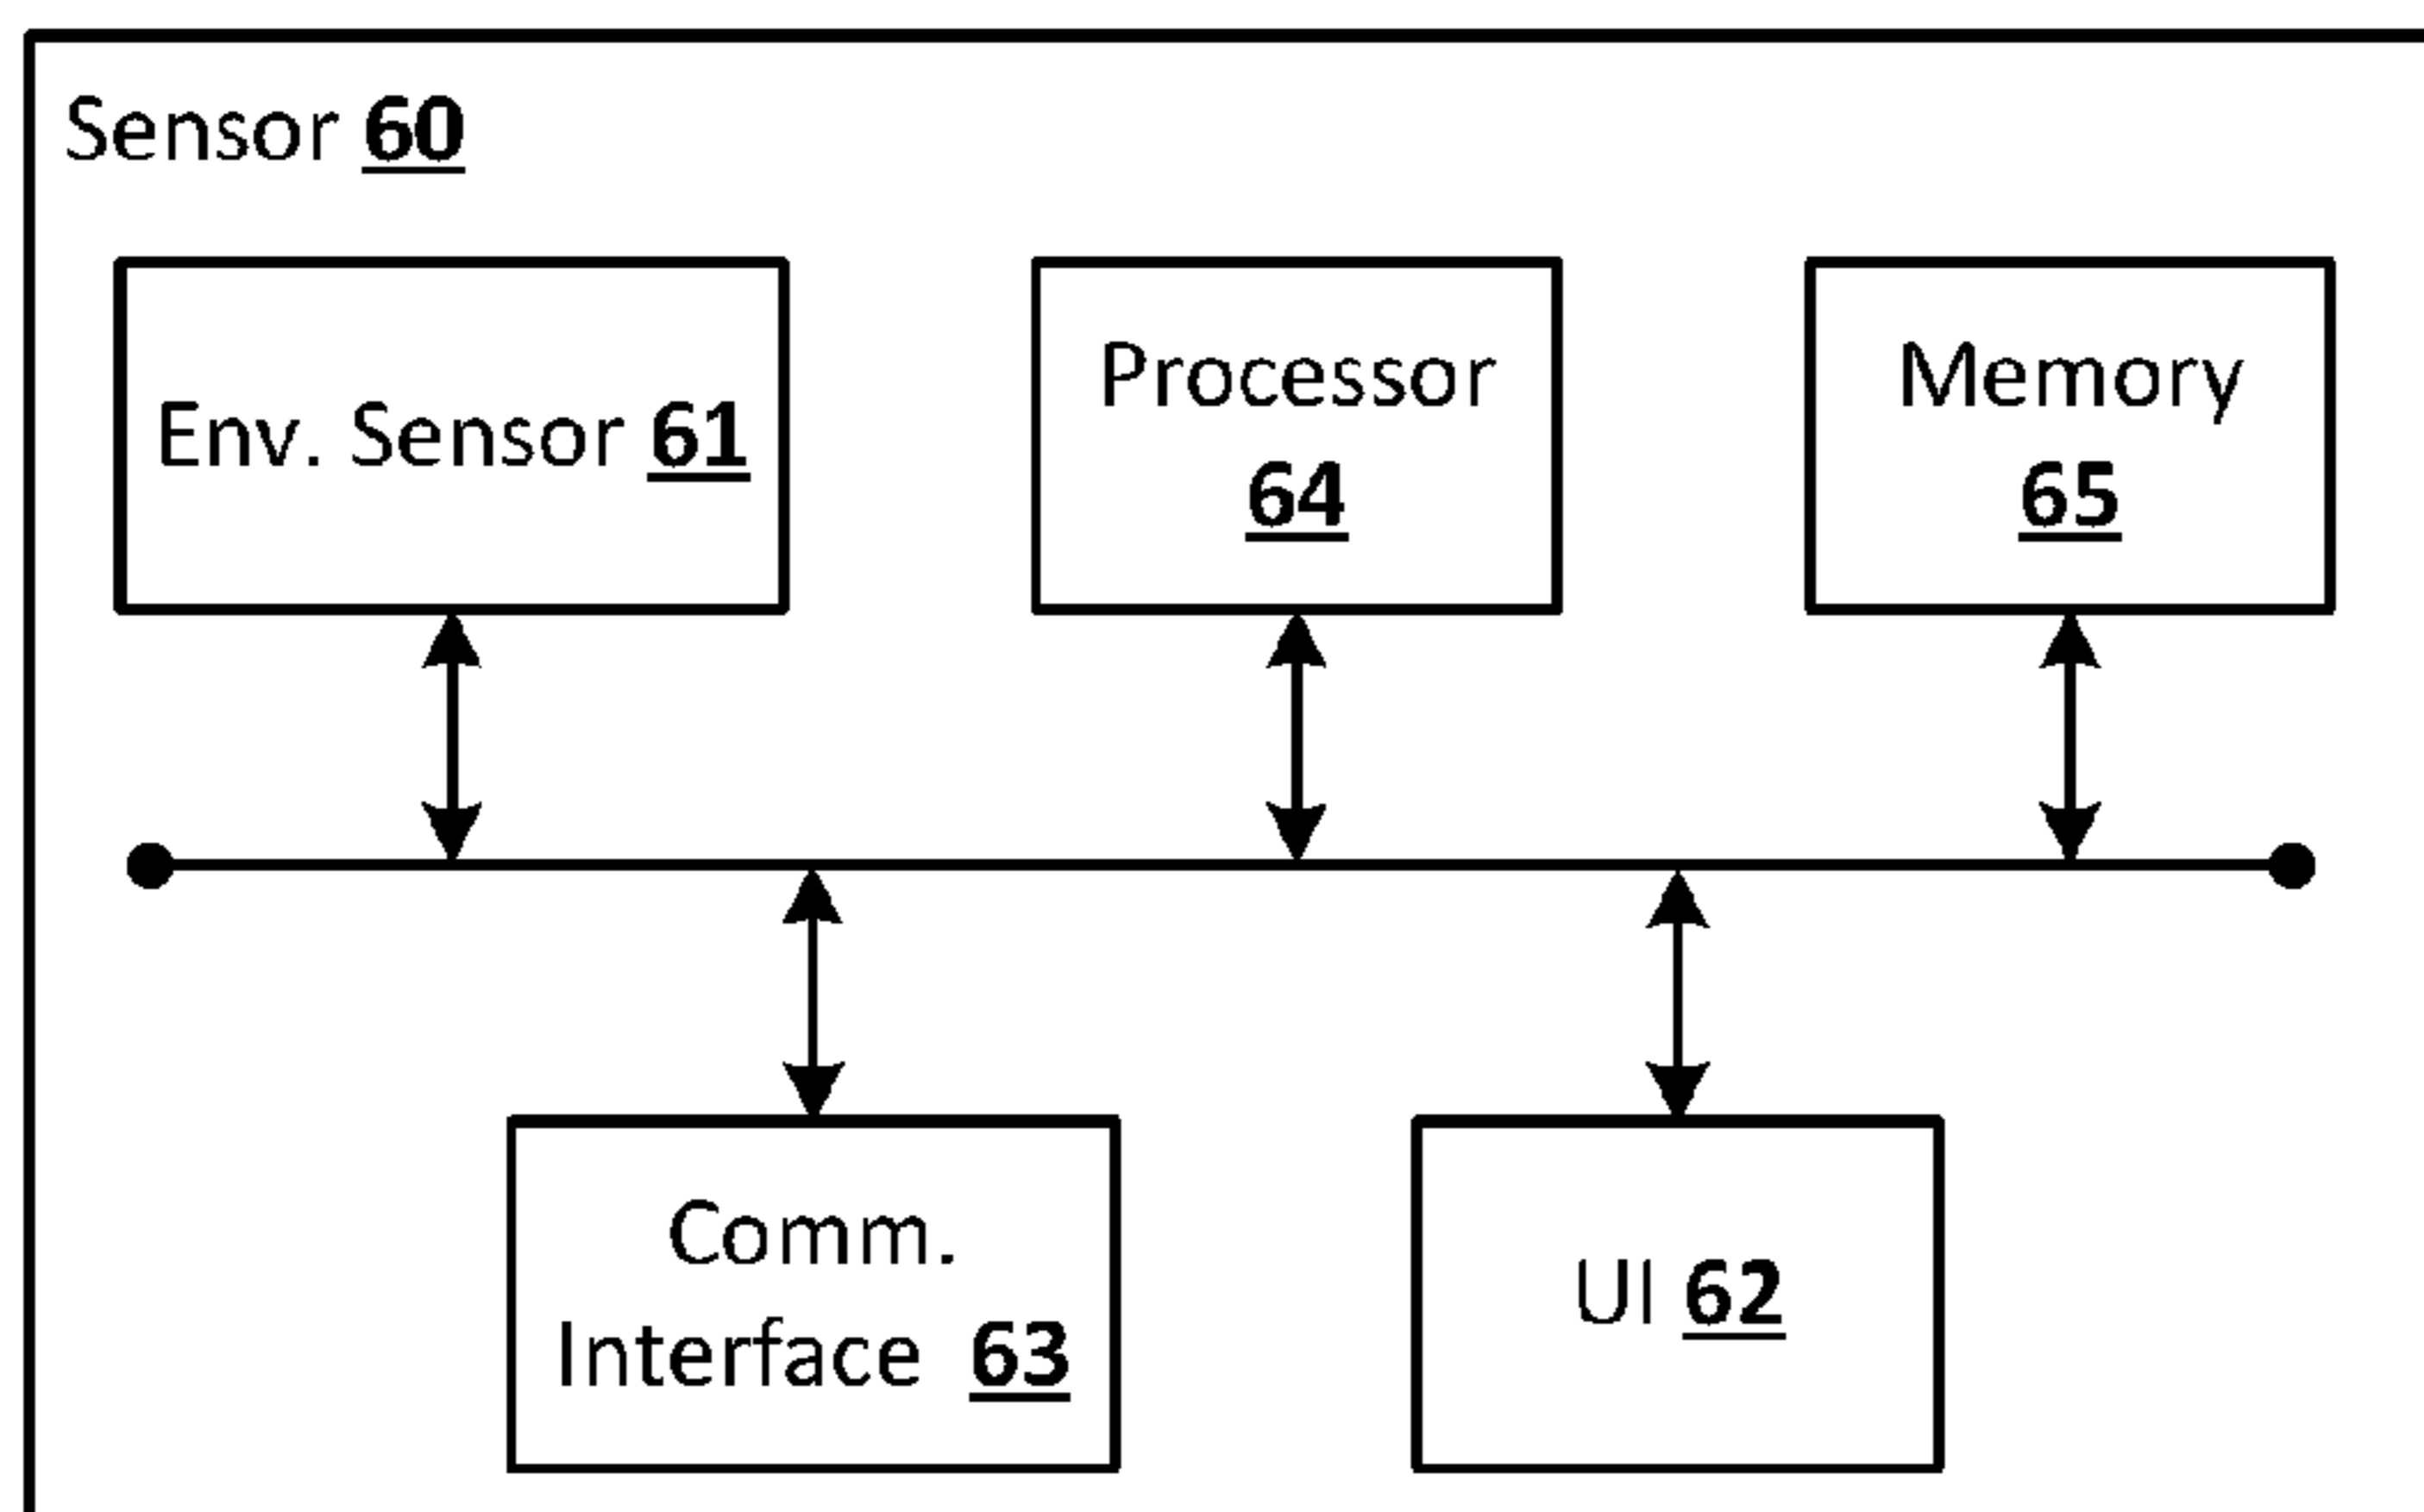 Sensor 60
Env. Sensor 61
Processor
64
Memory
65
Comm.
Interface 63
UI 62